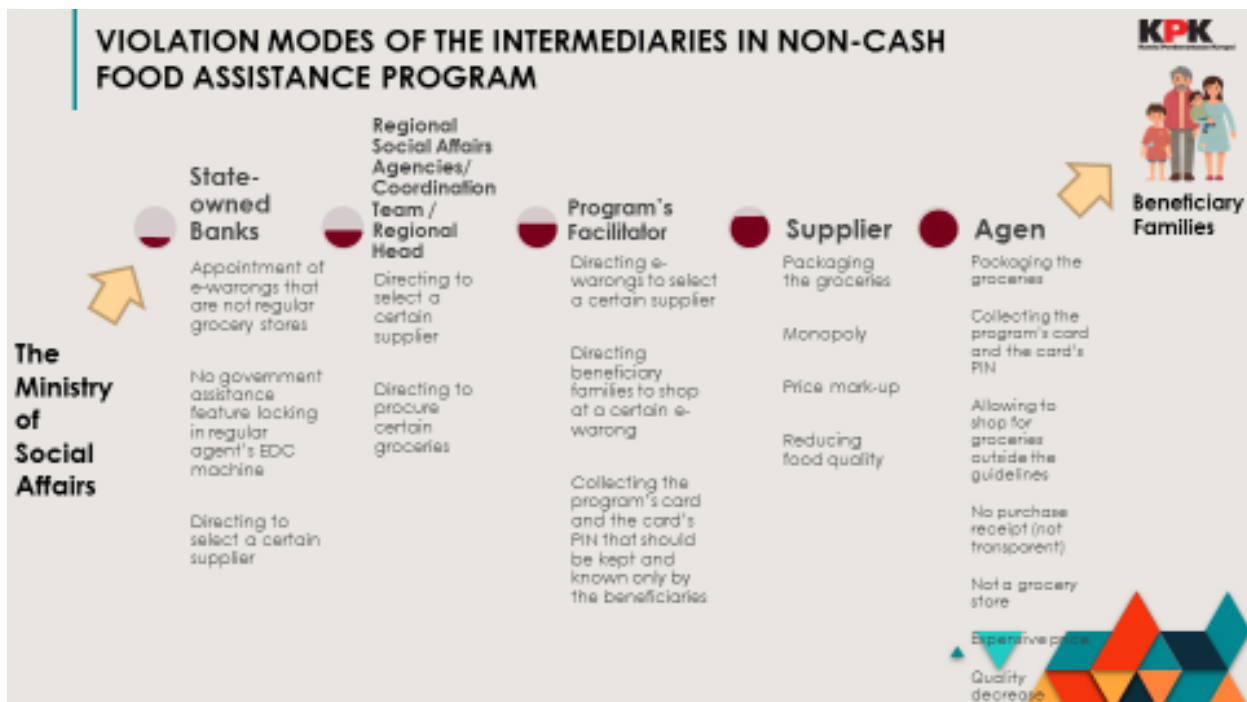 VIOLATION MODES OF THE INTERMEDIARIES IN NON-CASH
FOOD ASSISTANCE PROGRAM
KPK
The
Ministry
of
Social
Affairs
State-
owned
Banks
Appointment of
e-warongs that
are not regular
grocery stores
No government
assistance
feature locking
in regular
agent's EDC
machine
Directing to
select a certain
supplier
Regional
Social Affairs
Agencies/
Coordination
Team /
Regional
Head
Directing to
select a
certain
supplier
Directing to
procure
certain
groceries
Program's
Facilitator
Directing e-
warongs to select
a certain supplier
Directing
beneficiary
families to shop
at a certain e-
warong
Collecting the
program's card
and the card's
PIN that should
be kept and
known only by
the beneficiaries
Supplier
Packaging
the groceries
Monopoly
Price mark-up
Reducing
food quality
Agen
Packaging the
groceries
Collecting the
program's card
and the card's
PIN
Allowing to
shop for
groceries
outside the
guidelines
No purchase
receipt (not
transparent)
Not a grocery
store
Expensive price
Quality
decrease
Beneficiary
Families